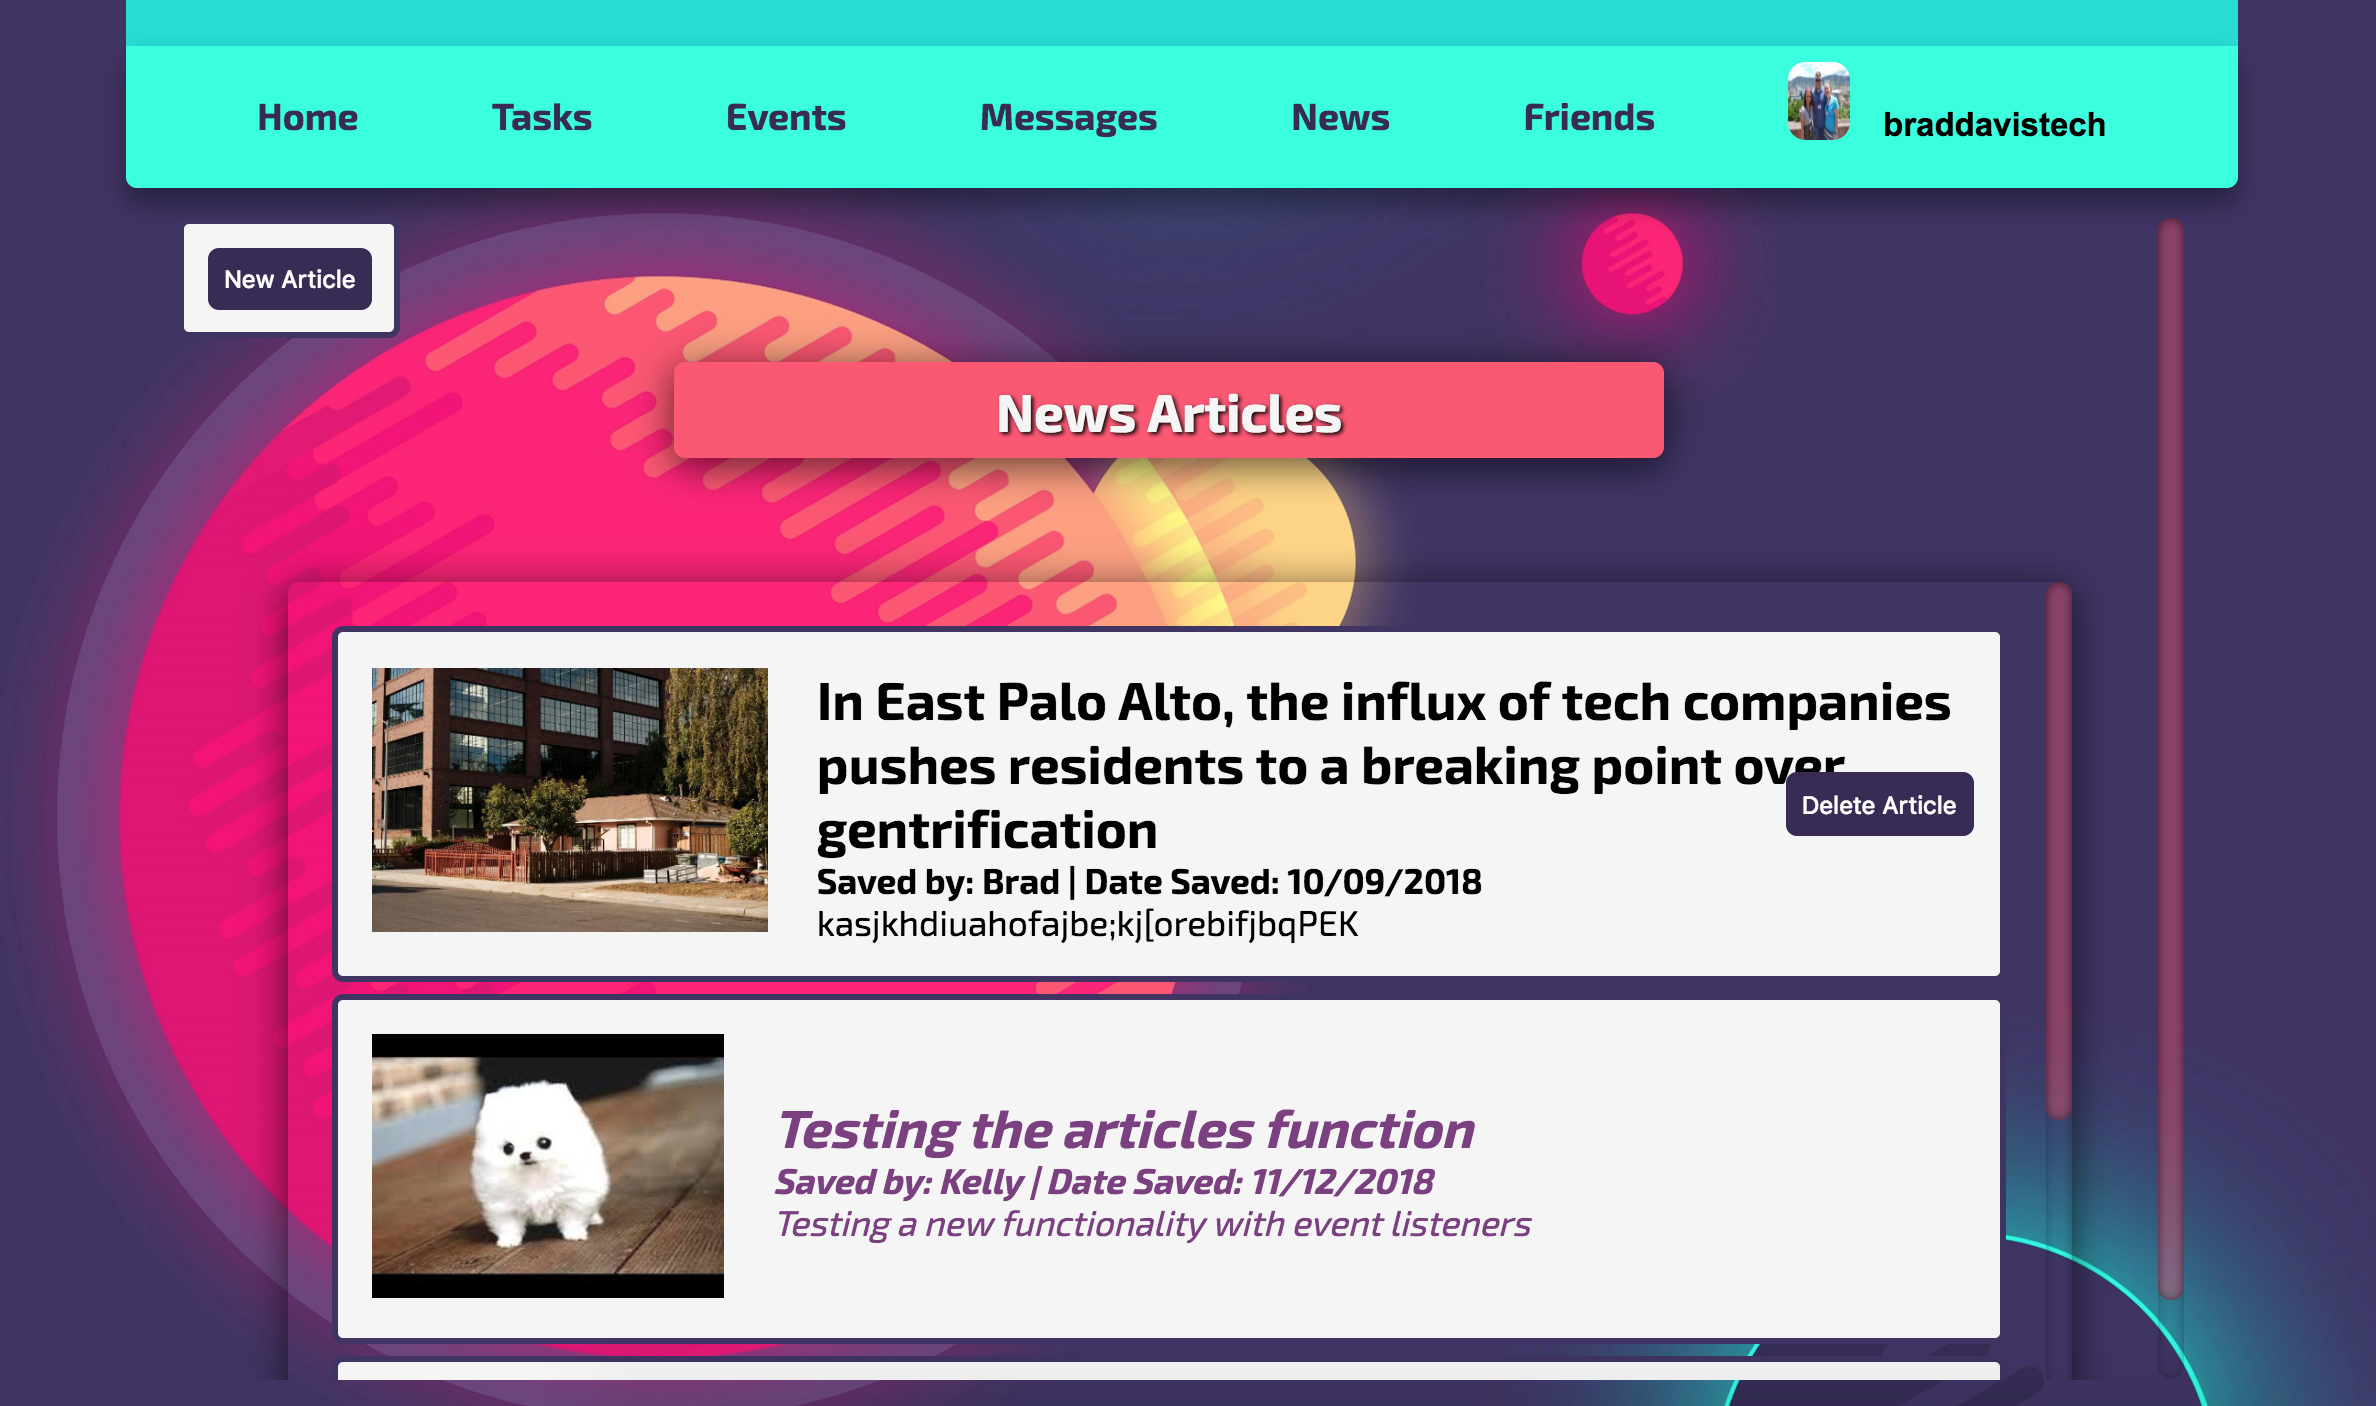 Home Tasks Events Messages News Friends braddavistech
New Article
News Articles
In East Palo Alto, the influx of tech companies
pushes residents to a breaking point over
gentrification
Delete Article
Saved by: Brad | Date Saved: 10/09/2018
kasjkhdiuahofajbe;kj[orebifjbqPEK
Testing the articles function
Saved by: Kelly | Date Saved: 11/12/2018
Testing a new functionality with event listeners